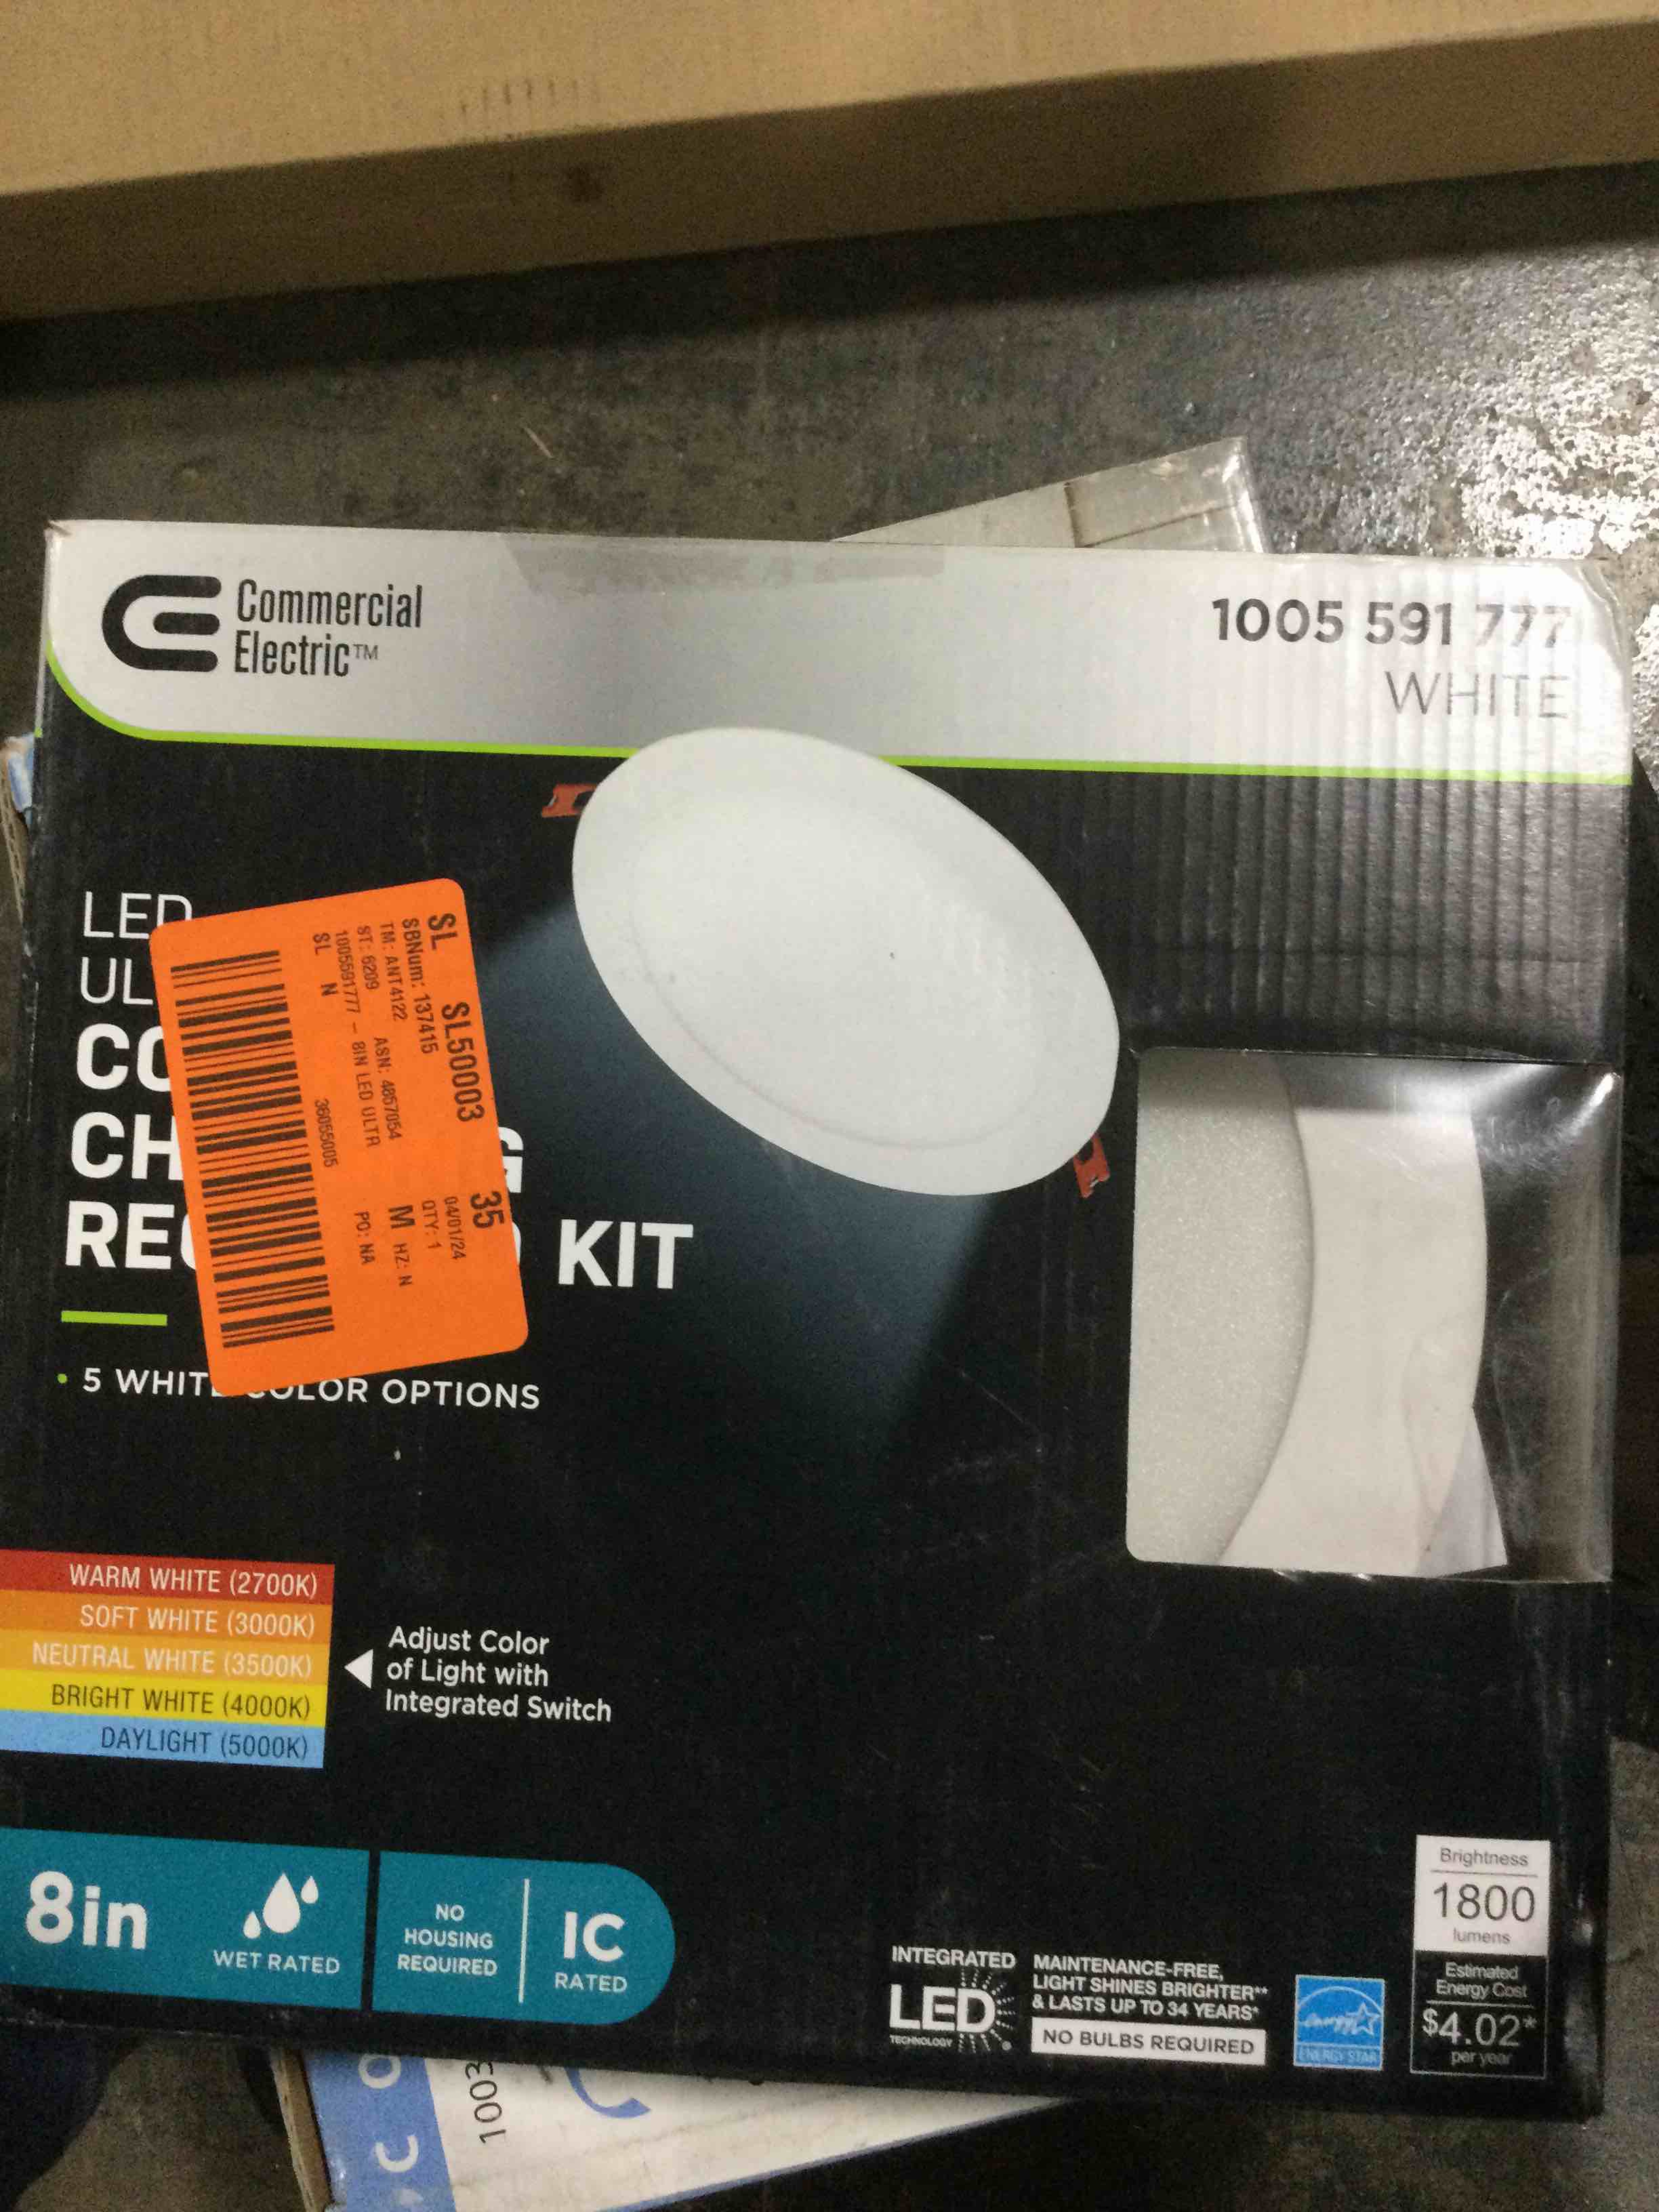 Commercial
Electric™
1005 591 777
WHITE
LED
UL
CO
CH G
REC KIT
SL SL50003 35
SBNum: 137415 04/01/24
TM: ANT4122 ASN: 4857054 QTY: 1
ST: 6209 M HZ: N
1005591777 - 8IN LED ULTR PO: NA
SL N 36055005
• 5 WHITE COLOR OPTIONS
WARM WHITE (2700K)
SOFT WHITE (3000K)
NEUTRAL WHITE (3500K)
BRIGHT WHITE (4000K)
DAYLIGHT (5000K)
Adjust Color
of Light with
Integrated Switch
8in
WET RATED
NO
HOUSING
REQUIRED
IC
RATED
INTEGRATED
LED
TECHNOLOGY
MAINTENANCE-FREE,
LIGHT SHINES BRIGHTER**
& LASTS UP TO 34 YEARS*
NO BULBS REQUIRED
energy
ENERGY STAR
Brightness
1800
lumens
Estimated
Energy Cost
$4.02*
per year
1003